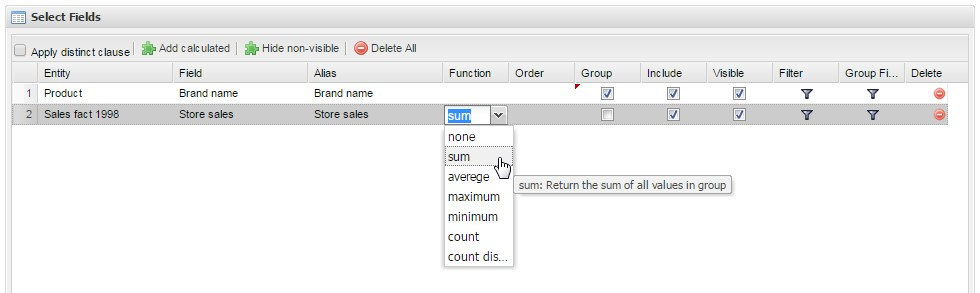 Select Fields
Apply distinct clause Add calculated Hide non-visible Delete All
Entity Field Alias Function Order Group Include Visible Filter Group Fi... Delete
1 Product Brand name Brand name
2 Sales fact 1998 Store sales Store sales sum
none
sum
averege
sum: Return the sum of all values in group
maximum
minimum
count
count dis...